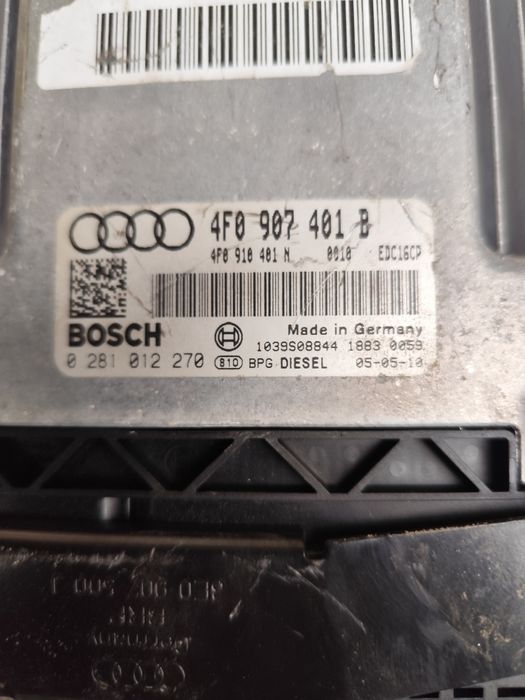 4F0 907 401 B
4F0 910 401 N 0010 EDC16CP
BOSCH
Made in Germany
1039S08844 1883 0059
0 281 012 270 810 BPG DIESEL 05-05-10